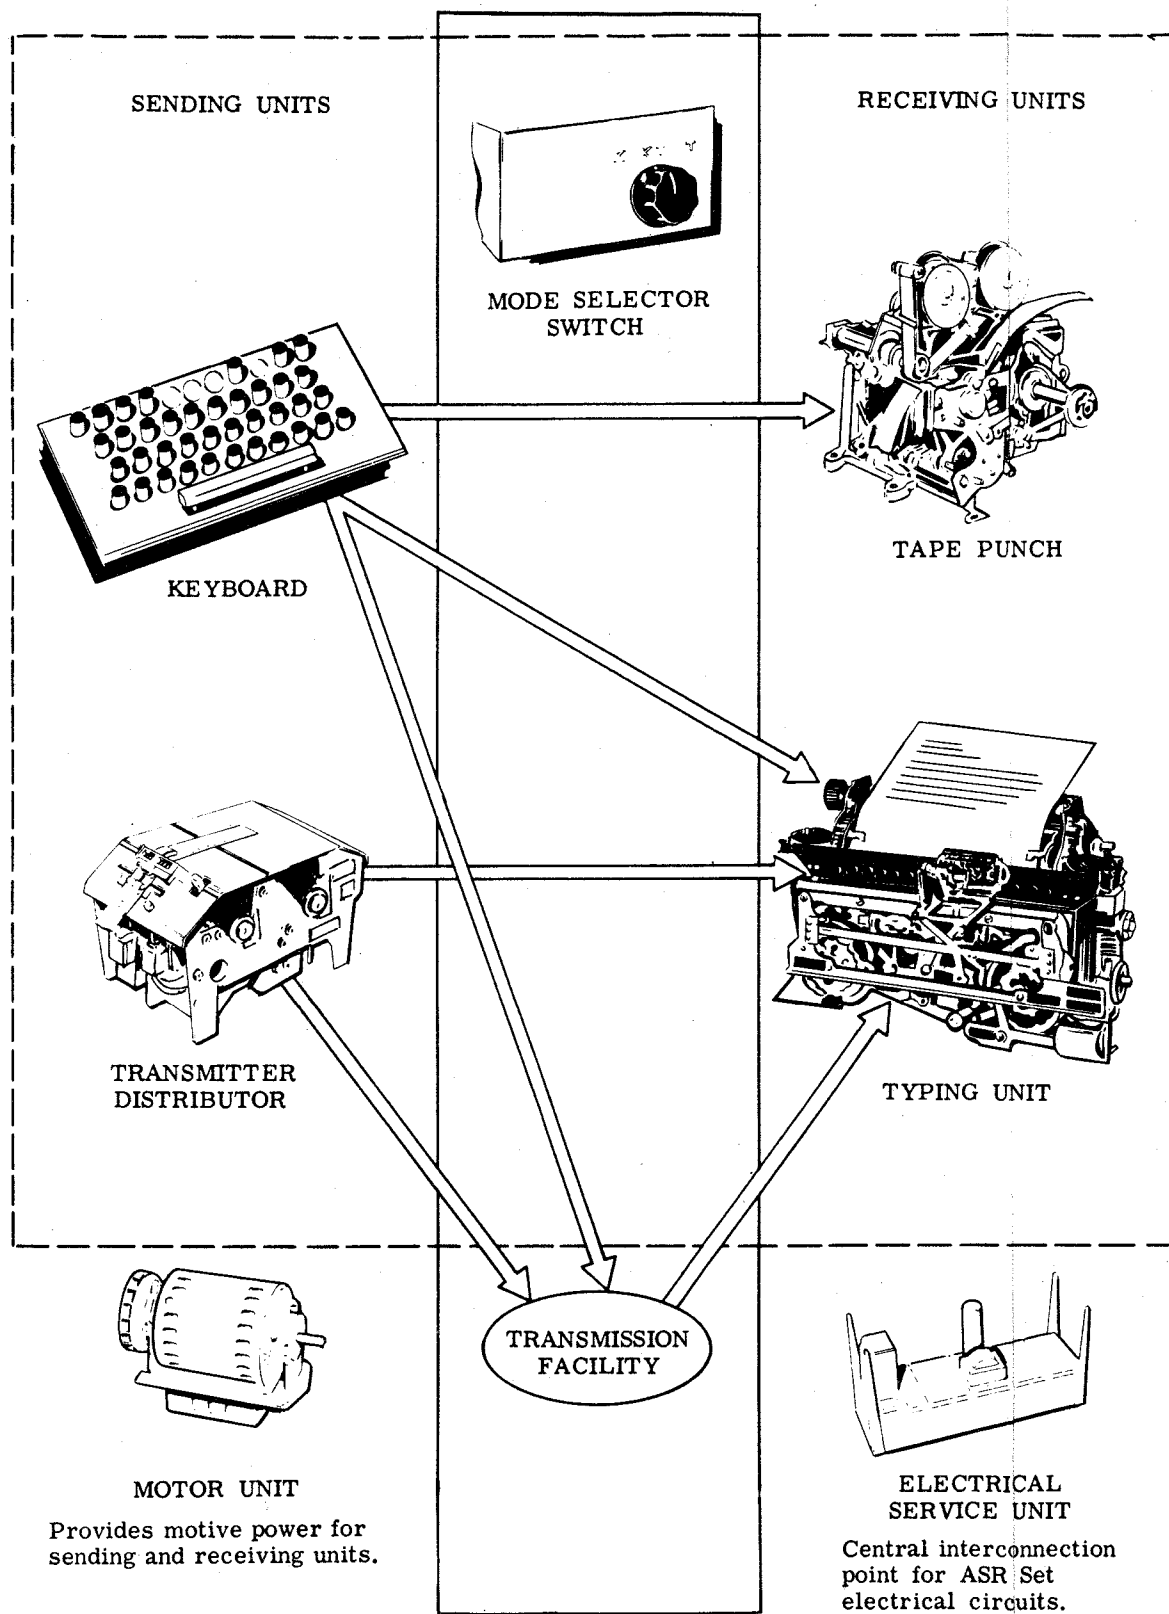 SENDING UNITS
RECEIVING UNITS
MODE SELECTOR
SWITCH
KEYBOARD
TAPE PUNCH
TRANSMITTER
DISTRIBUTOR
TYPING UNIT
TRANSMISSION
FACILITY
MOTOR UNIT
Provides motive power for
sending and receiving units.
ELECTRICAL
SERVICE UNIT
Central interconnection
point for ASR Set
electrical circuits.